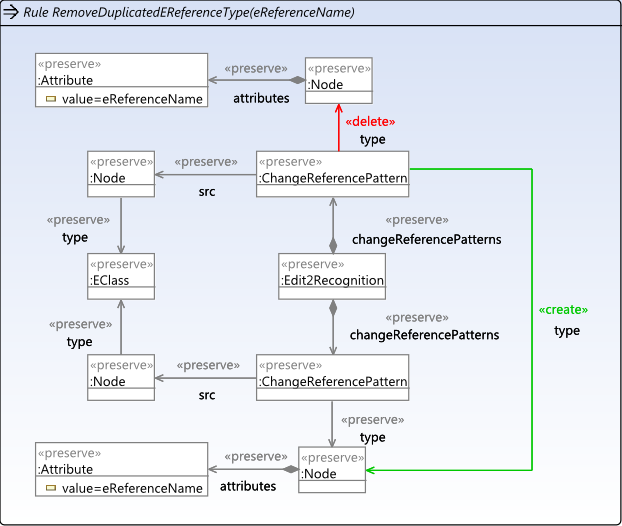 Rule RemoveDuplicatedEReferenceType(eReferenceName)
«preserve»
:Attribute
value=eReferenceName
«preserve»
attributes
«preserve»
:Node
«delete»
type
«preserve»
:Node
«preserve»
src
«preserve»
:ChangeReferencePattern
«preserve»
type
«preserve»
changeReferencePatterns
«preserve»
:EClass
«preserve»
:Edit2Recognition
«create»
type
«preserve»
type
«preserve»
changeReferencePatterns
«preserve»
:Node
«preserve»
src
«preserve»
:ChangeReferencePattern
«preserve»
type
«preserve»
:Attribute
value=eReferenceName
«preserve»
attributes
«preserve»
:Node